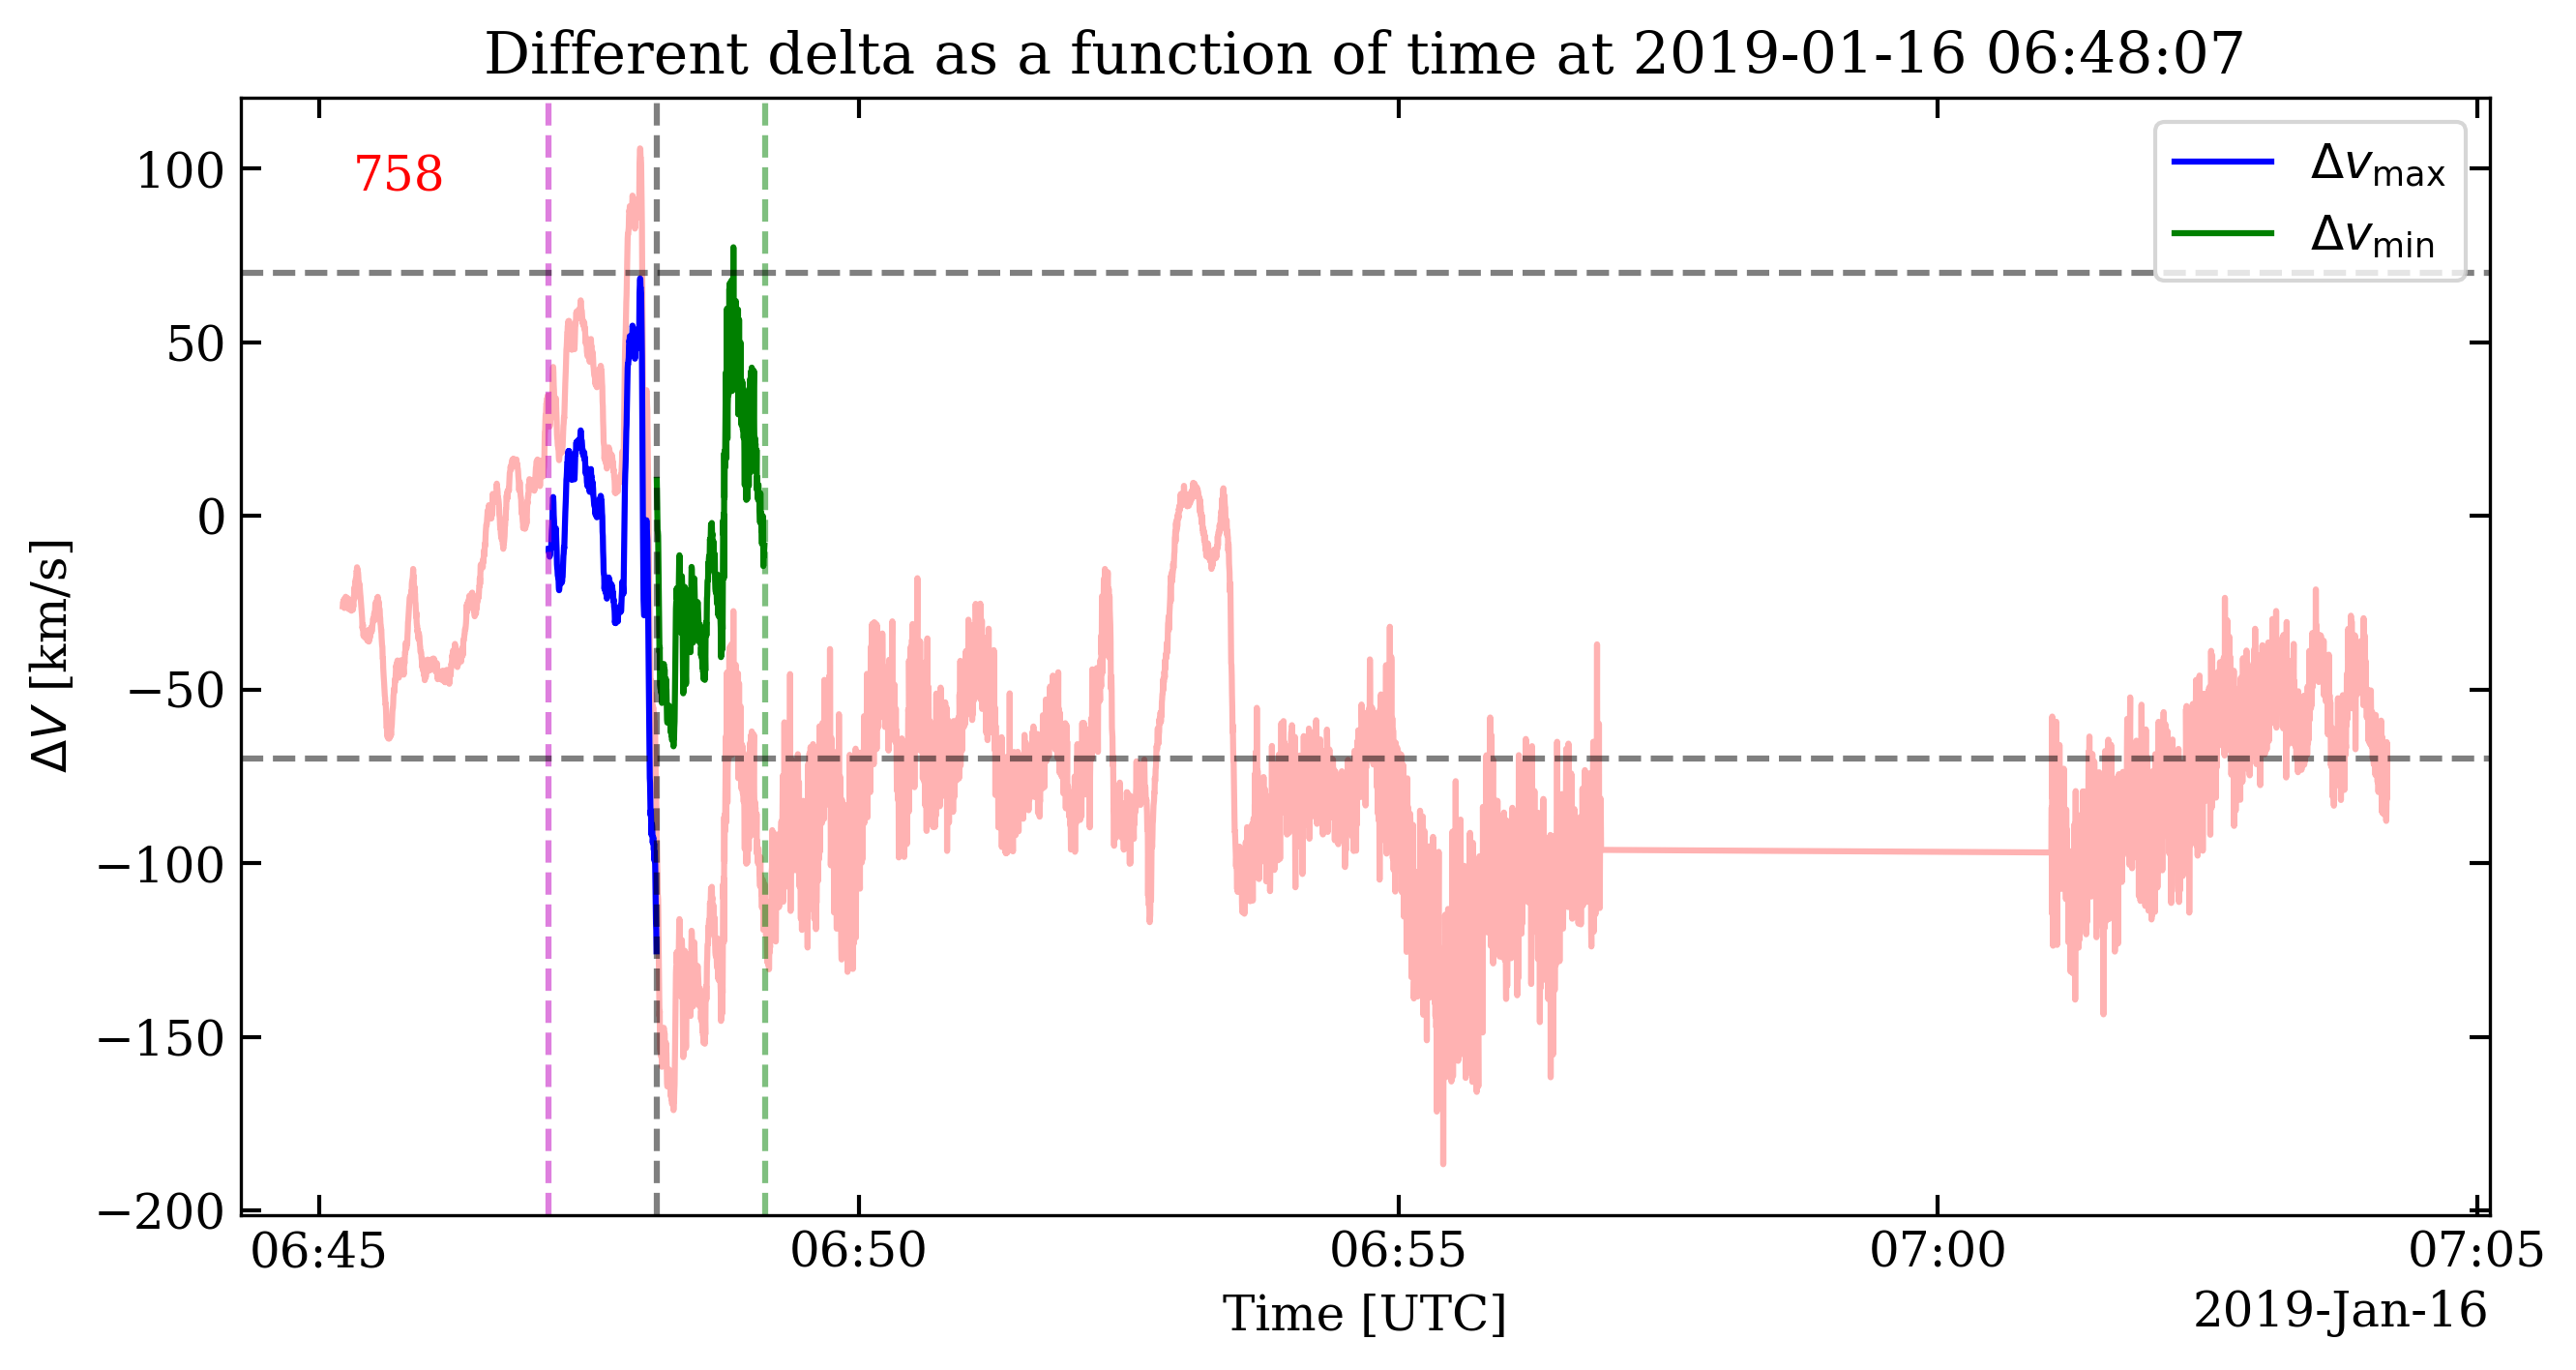 Different delta as a function of time at 2019-01-16 06:48:07
758
Δv_max
Δv_min
100
50
0
−50
−100
−150
−200
ΔV [km/s]
06:45
06:50
06:55
07:00
07:05
Time [UTC]
2019-Jan-16